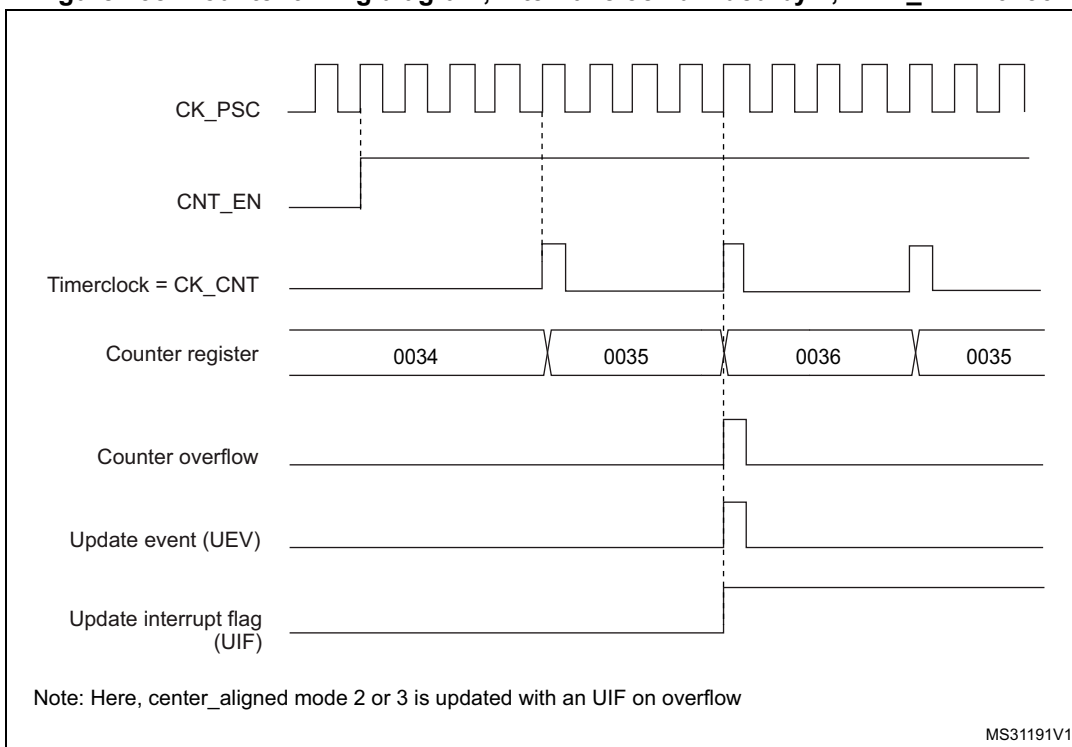 CK_PSC
CNT_EN
Timerclock = CK_CNT
Counter register
0034
0035
0036
0035
Counter overflow
Update event (UEV)
Update interrupt flag
(UIF)
Note: Here, center_aligned mode 2 or 3 is updated with an UIF on overflow
MS31191V1